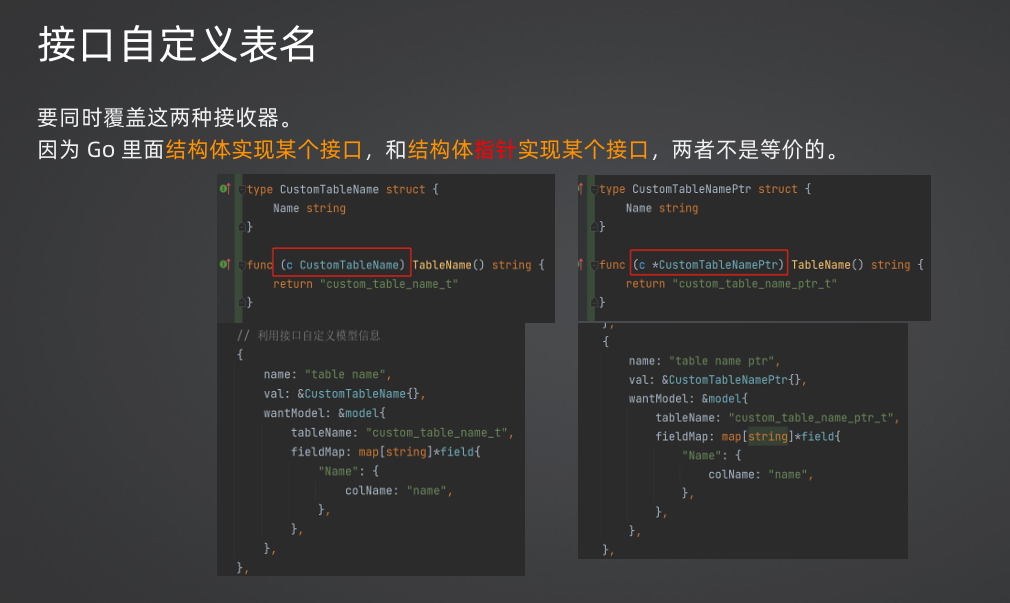 接口自定义表名
要同时覆盖这两种接收器。
因为 Go 里面结构体实现某个接口，和结构体指针实现某个接口，两者不是等价的。
type CustomTableName struct {
Name string
}
func (c CustomTableName) TableName() string {
return "custom_table_name_t"
}
// 利用接口自定义模型信息
{
name: "table name",
val: &CustomTableName{},
wantModel: &model{
tableName: "custom_table_name_t",
fieldMap: map[string]*field{
"Name": {
colName: "name",
},
},
},
},
type CustomTableNamePtr struct {
Name string
}
func (c *CustomTableNamePtr) TableName() string {
return "custom_table_name_ptr_t"
}
},
{
name: "table name ptr",
val: &CustomTableNamePtr{},
wantModel: &model{
tableName: "custom_table_name_ptr_t",
fieldMap: map[string]*field{
"Name": {
colName: "name",
},
},
},
},